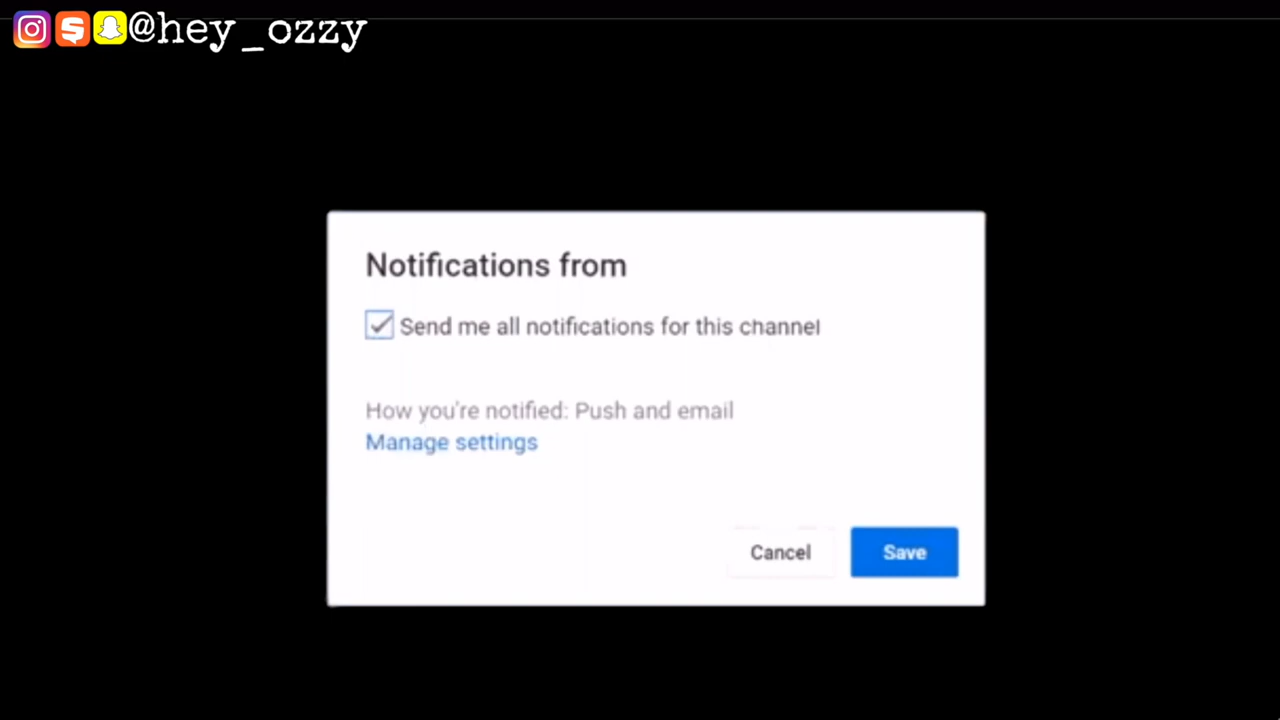 @hey_ozzy
Notifications from
Send me all notifications for this channel
How you're notified: Push and email
Manage settings
Cancel
Save